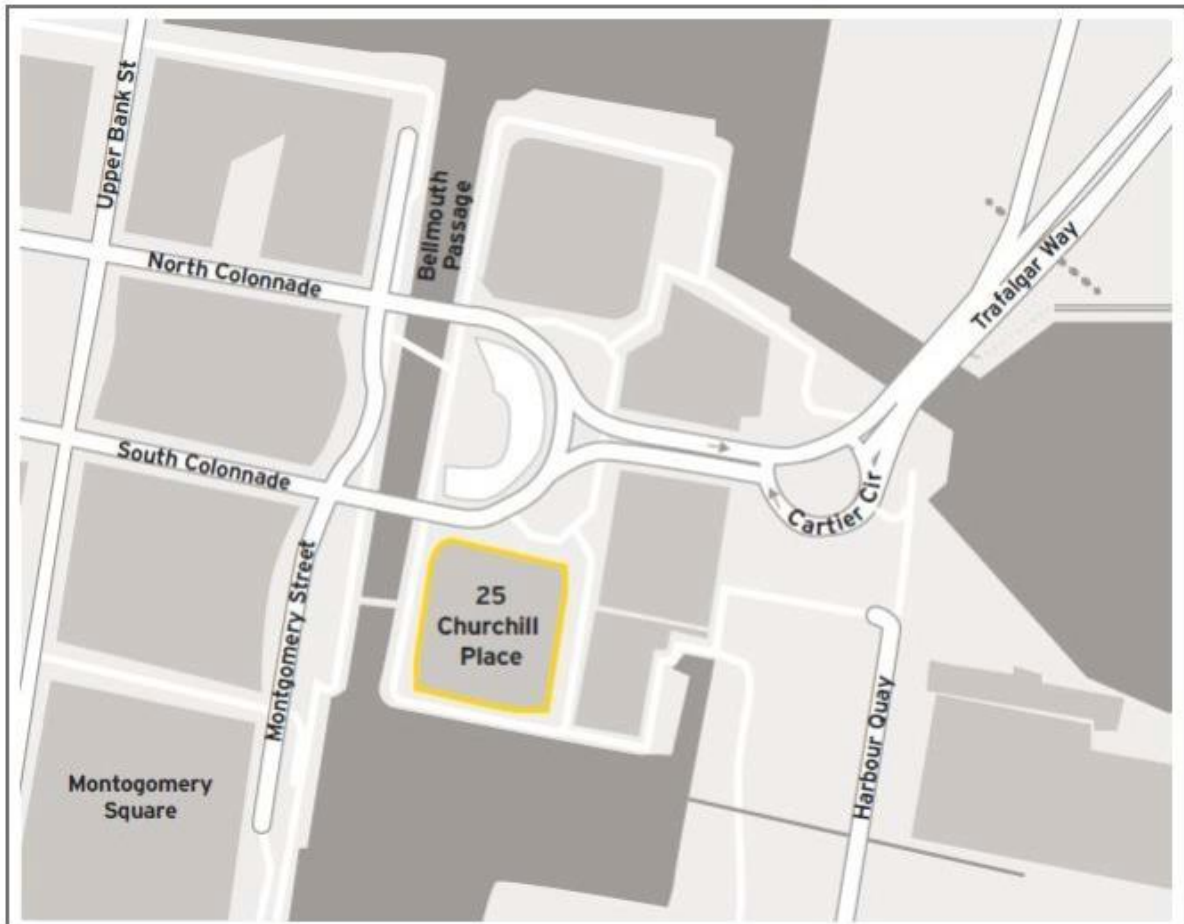 Upper Bank St
Bellmouth
Passage
North Colonnade
Trafalgar Way
South Colonnade
Cartier Cir
Montgomery Street
25
Churchill
Place
Harbour Quay
Montogomery
Square